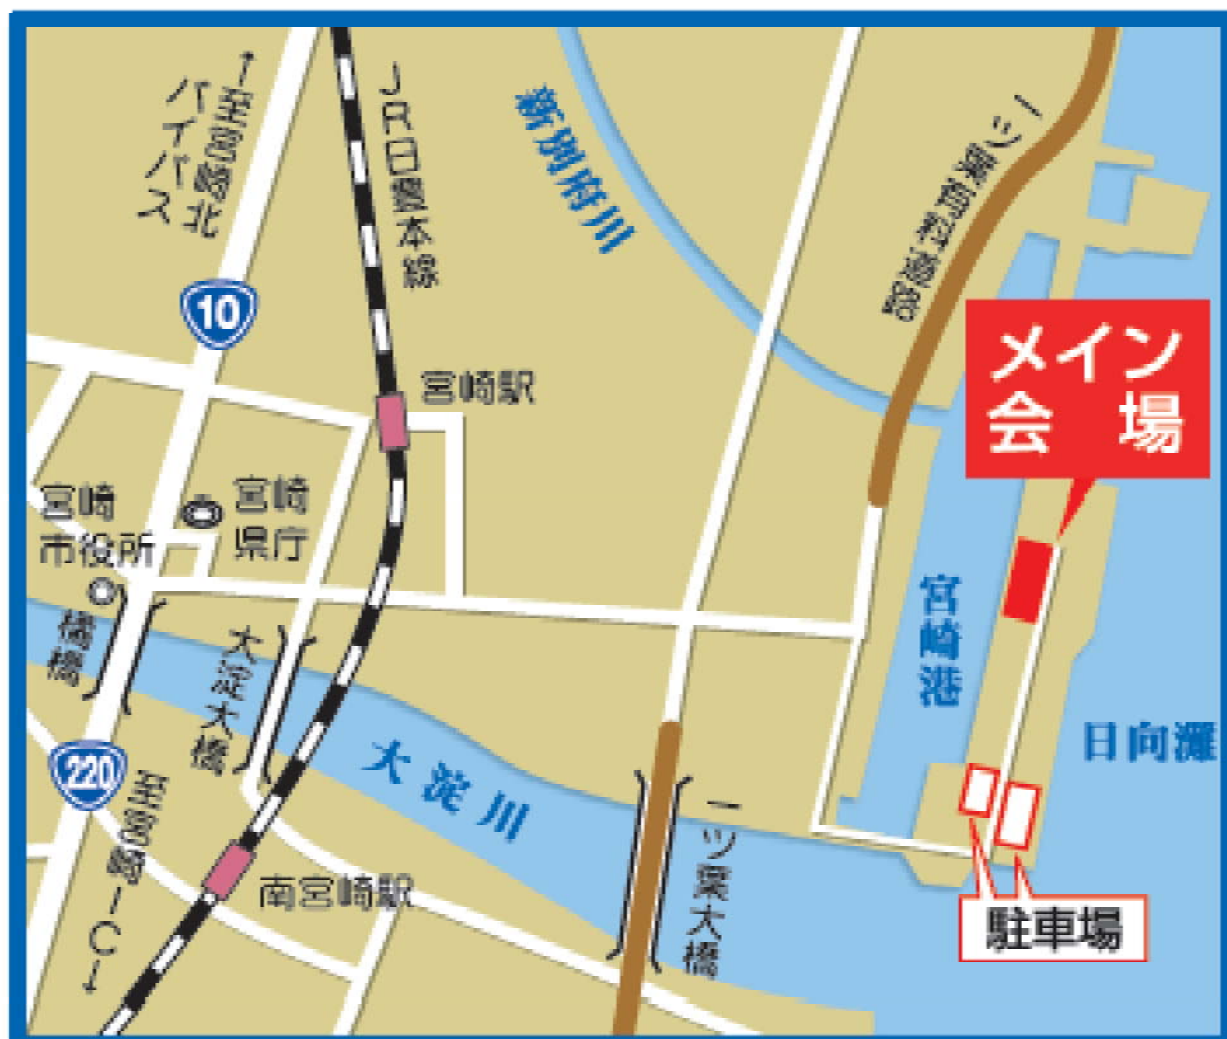 ↑至宮崎北
バイパス
JR日豊本線
新別府川
一ツ葉有料道路
10
メイン
会場
宮崎駅
宮崎
市役所
宮崎
県庁
橘橋
大淀大橋
宮崎港
日向灘
220
至宮崎IC↓
大淀川
一ツ葉大橋
南宮崎駅
駐車場